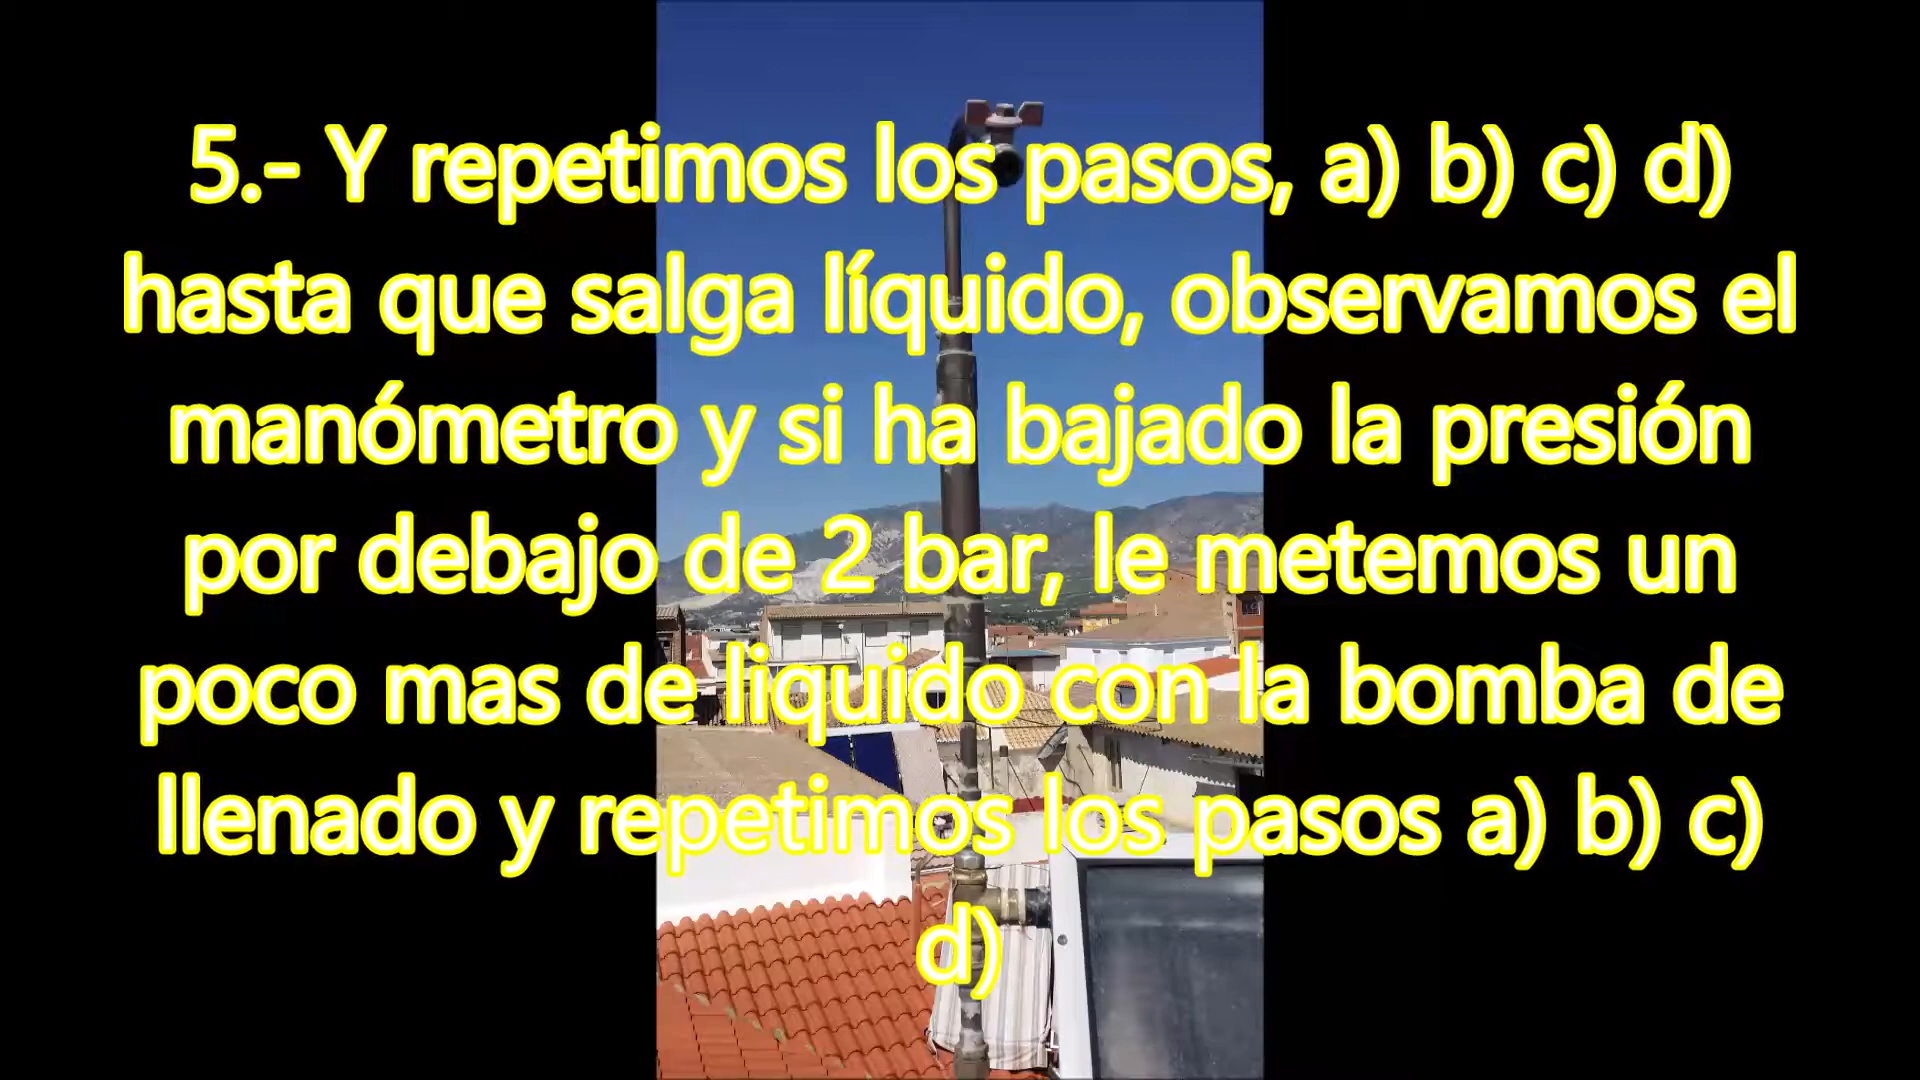 5.- Y repetimos los pasos, a) b) c) d)
hasta que salga líquido, observamos el
manómetro y si ha bajado la presión
por debajo de 2 bar, le metemos un
poco mas de liquido con la bomba de
llenado y repetimos los pasos a) b) c)
d)